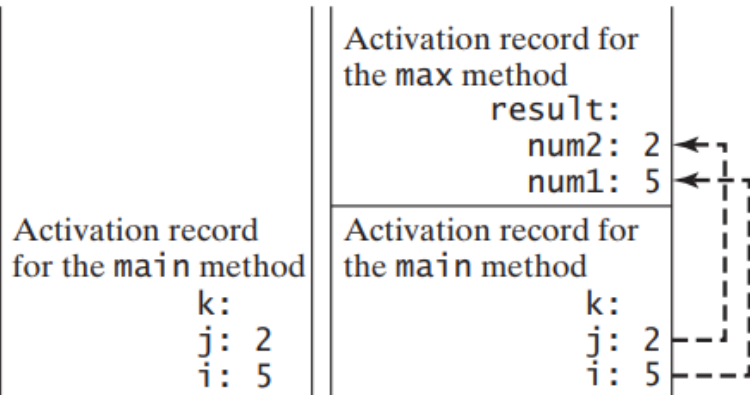 Activation record
for the main method
k:
j: 2
i: 5
Activation record for
the max method
result:
num2: 2
num1: 5
Activation record for
the main method
k:
j: 2
i: 5